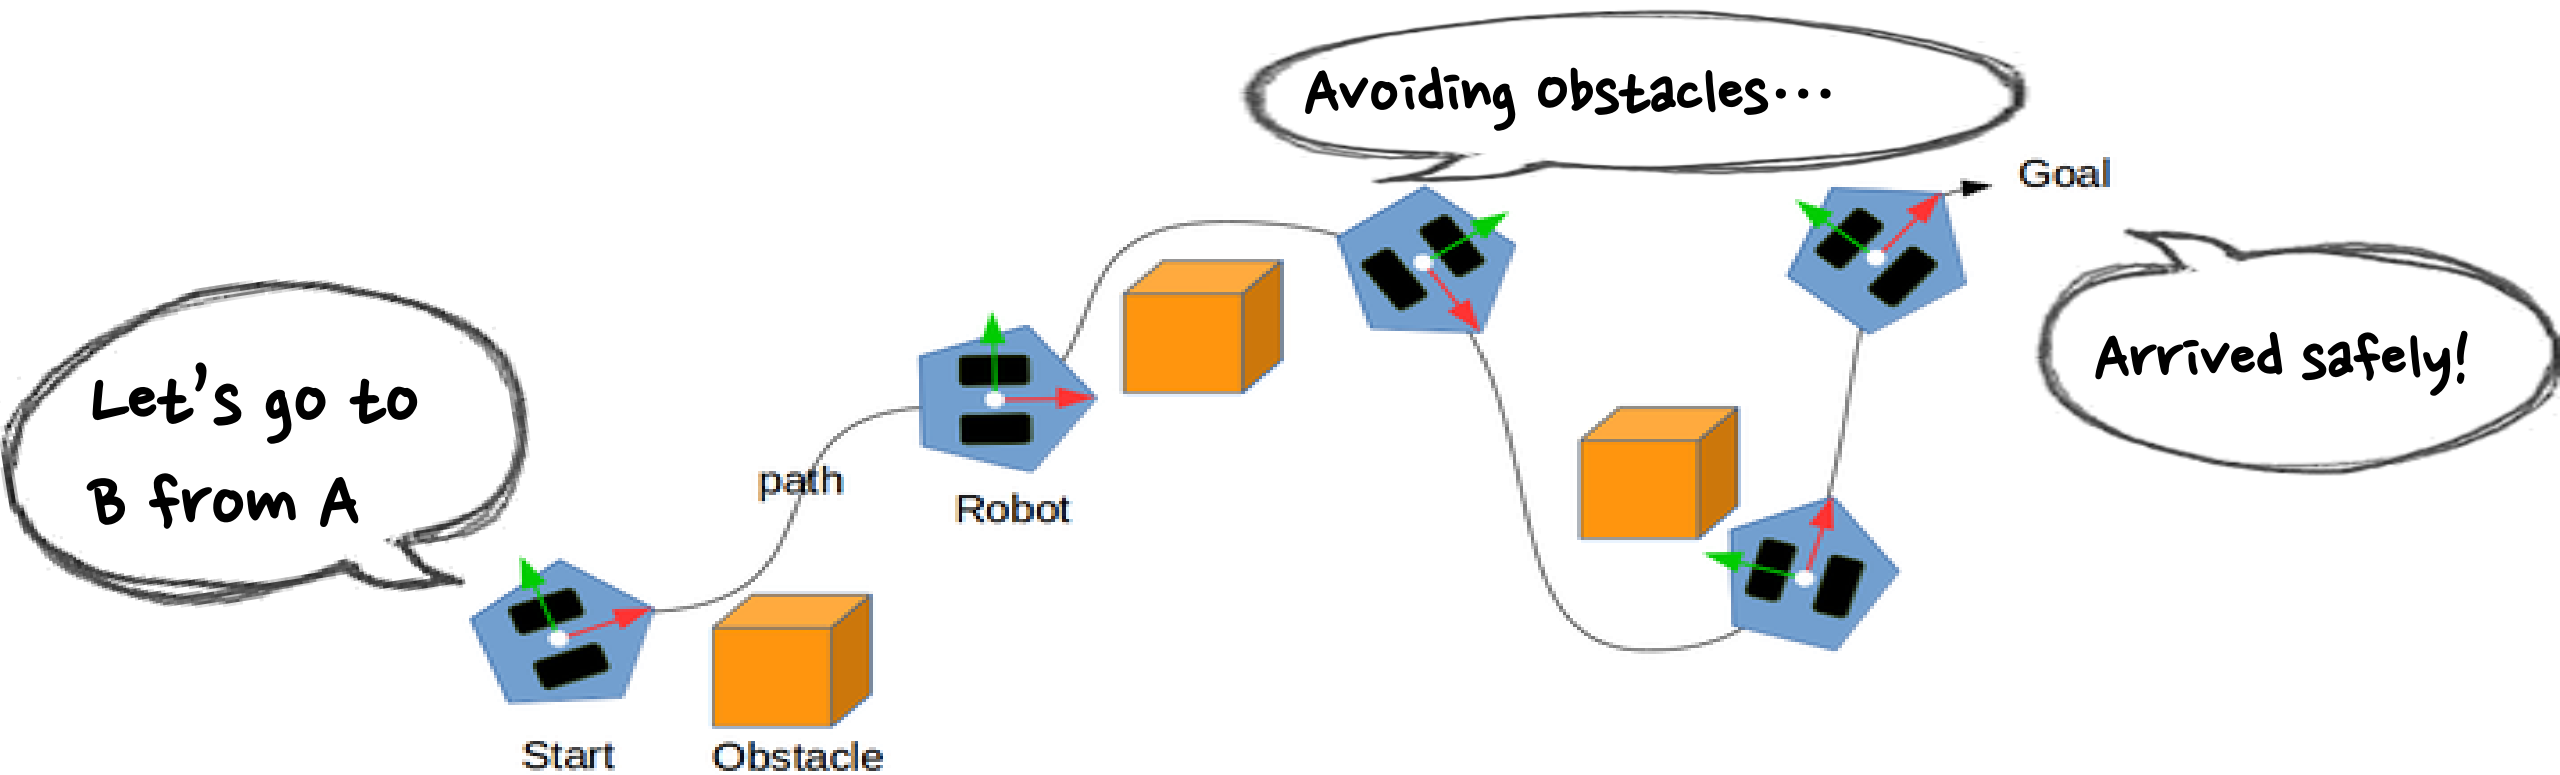 Avoiding Obstacles...
Goal
Let's go to
B from A
Arrived safely!
path
Robot
Start
Obstacle